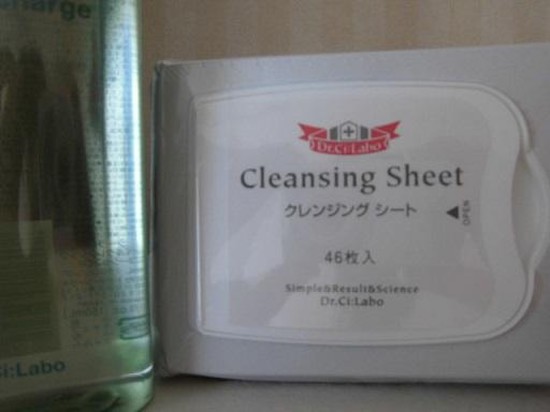 charge
Ci:Labo
Dr.Ci:Labo
Cleansing Sheet
クレンジング シート
OPEN
46枚入
Simple&Result&Science
Dr.Ci:Labo